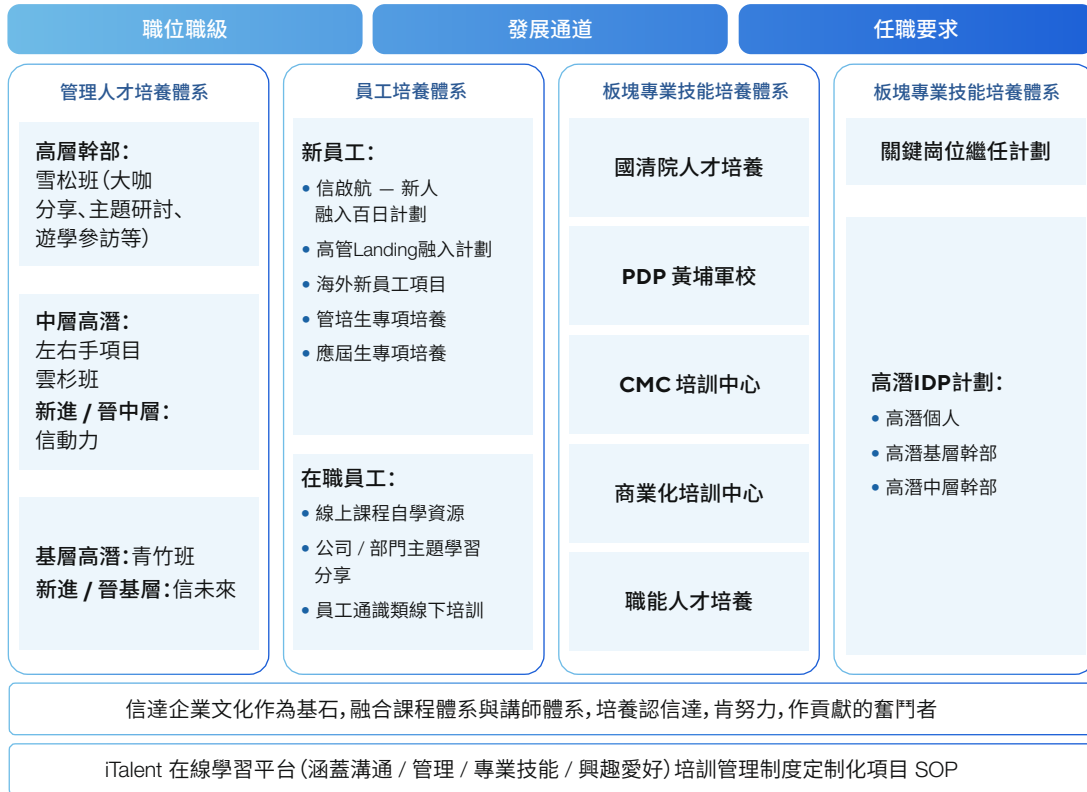 職位職級
發展通道
任職要求
管理人才培養體系
高層幹部：
雪松班（大咖
分享、主題研討、
遊學參訪等）
中層高潛：
左右手項目
雲杉班
新進 / 晉中層：
信動力
基層高潛：青竹班
新進 / 晉基層：信未來
員工培養體系
新員工：
• 信啟航 — 新人
融入百日計劃
• 高管Landing融入計劃
• 海外新員工項目
• 管培生專項培養
• 應屆生專項培養
在職員工：
• 線上課程自學資源
• 公司 / 部門主題學習
分享
• 員工通識類線下培訓
板塊專業技能培養體系
國清院人才培養
PDP 黃埔軍校
CMC 培訓中心
商業化培訓中心
職能人才培養
板塊專業技能培養體系
關鍵崗位繼任計劃
高潛IDP計劃：
• 高潛個人
• 高潛基層幹部
• 高潛中層幹部
信達企業文化作為基石，融合課程體系與講師體系，培養認信達，肯努力，作貢獻的奮鬥者
iTalent 在線學習平台（涵蓋溝通 / 管理 / 專業技能 / 興趣愛好）培訓管理制度定制化項目 SOP